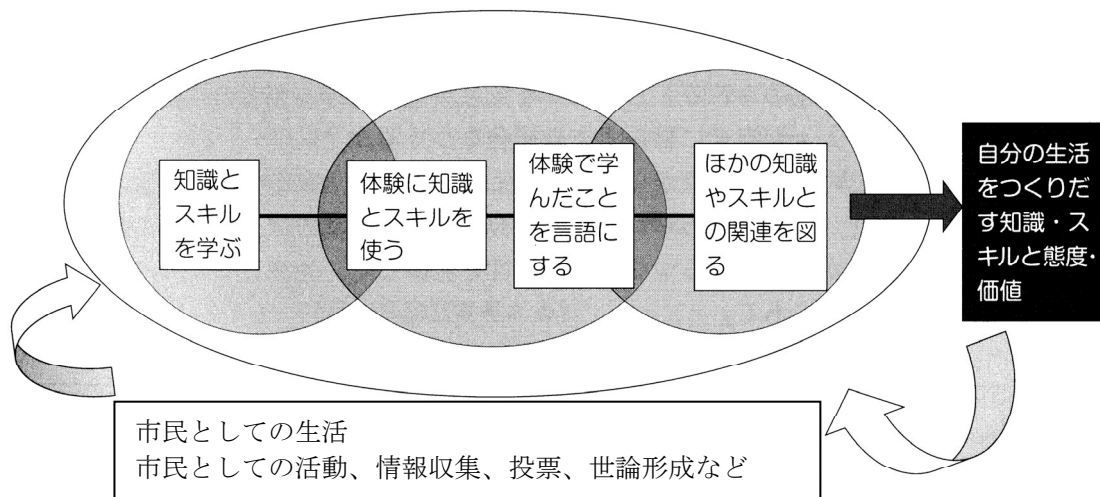 知識と
スキル
を学ぶ
体験に知識
とスキルを
使う
体験で学
んだこと
を言語に
する
ほかの知識
やスキルと
の関連を図
る
自分の生活
をつくりだ
す知識・ス
キルと態度・
価値
市民としての生活
市民としての活動、情報収集、投票、世論形成など